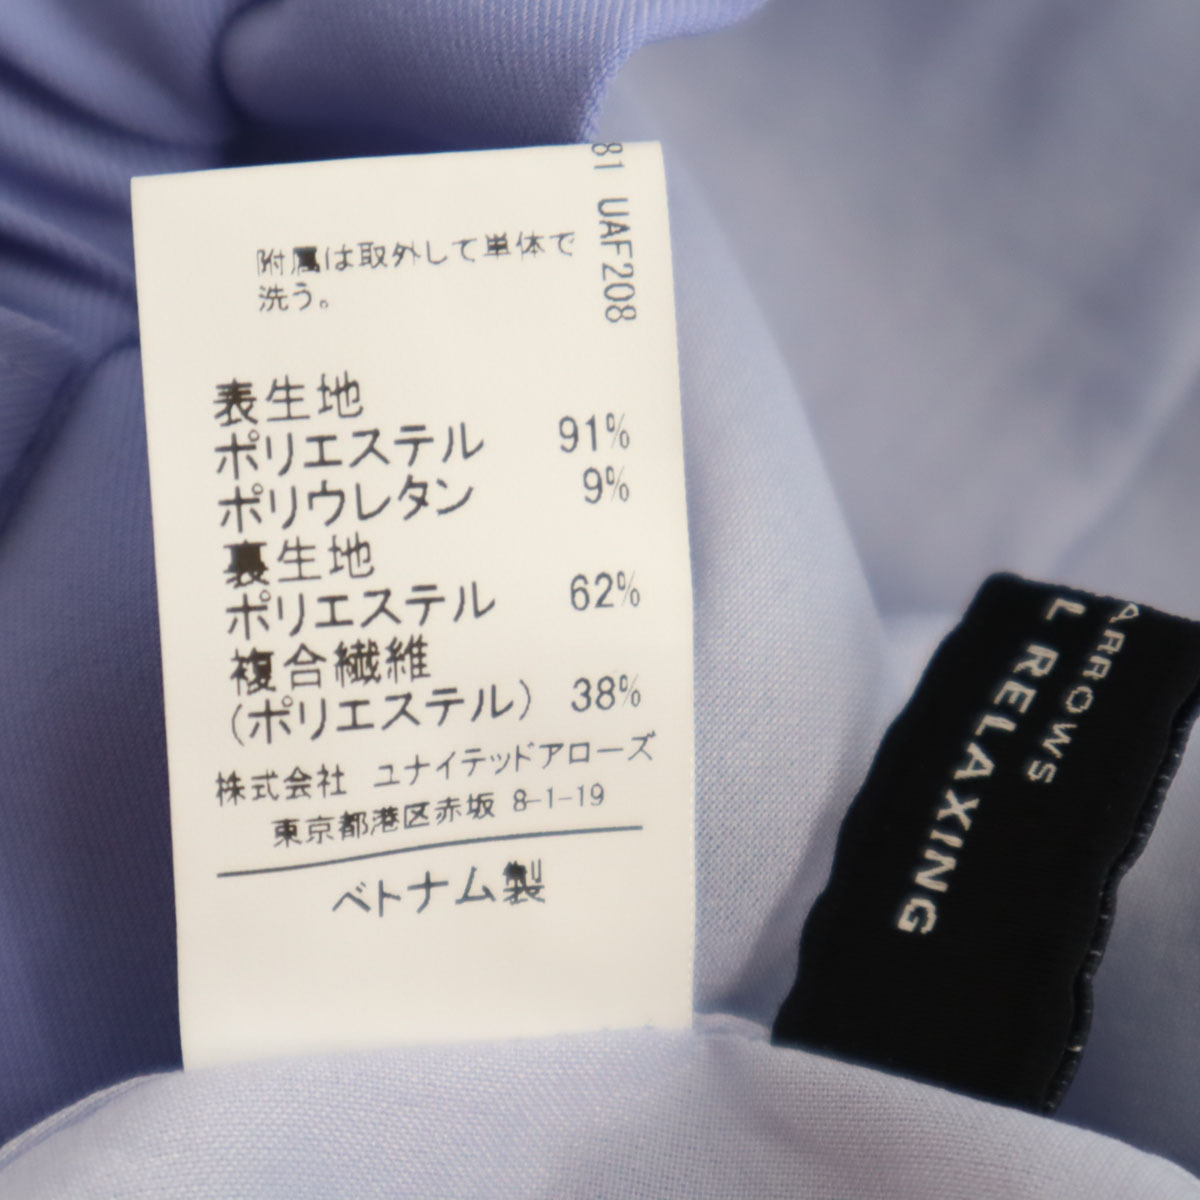 81 UAF208
附属は取外して単体で
洗う。
表生地
ポリエステル 91%
ポリウレタン 9%
裏生地
ポリエステル 62%
複合繊維
(ポリエステル) 38%
株式会社 ユナイテッドアローズ
東京都港区赤坂 8-1-19
ベトナム製
ARROWS
L RELAXING